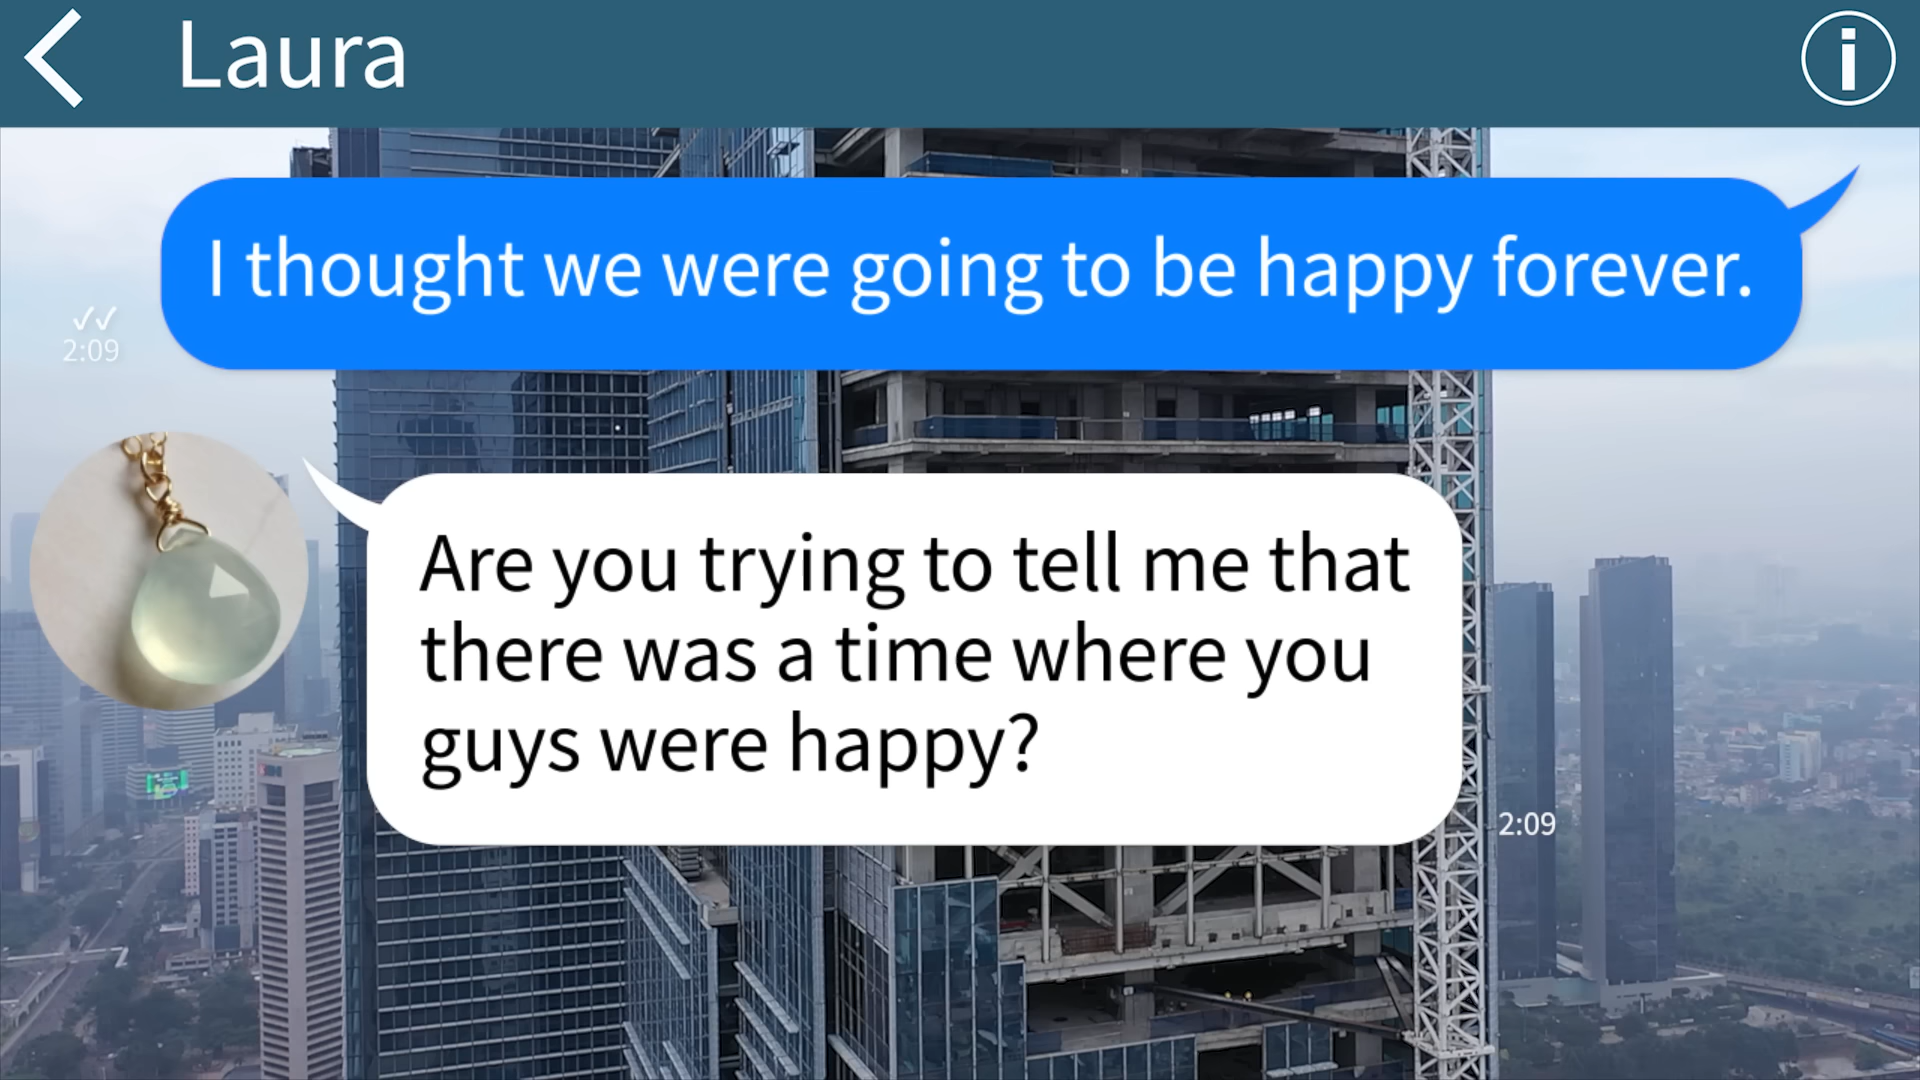 Laura
I thought we were going to be happy forever.
2:09
Are you trying to tell me that
there was a time where you
guys were happy?
2:09